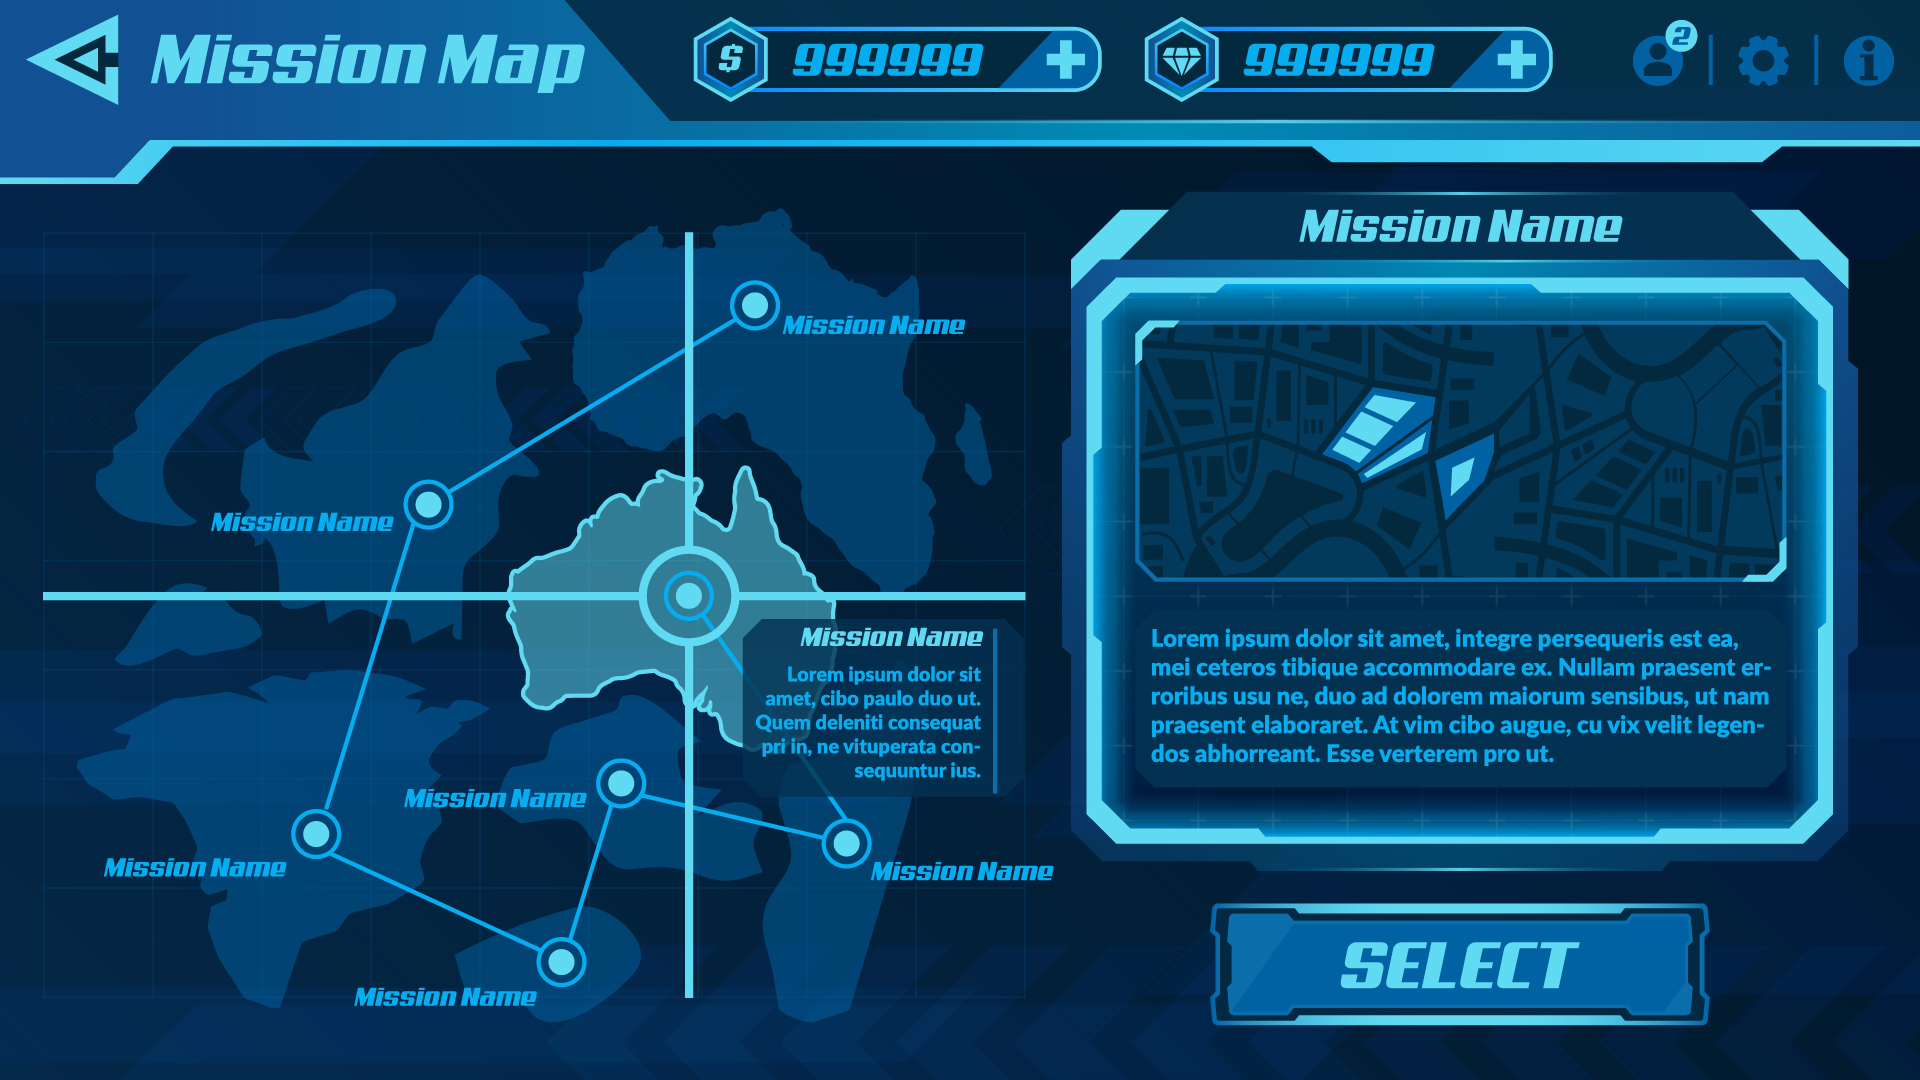 Mission Map
$
999999
999999
2
i
Mission Name
Mission Name
Mission Name
Mission Name
Lorem ipsum dolor sit
amet, cibo paulo duo ut.
Quem deleniti consequat
pri in, ne vituperata con-
sequuntur ius.
Mission Name
Mission Name
Mission Name
Mission Name
Lorem ipsum dolor sit amet, integre persequeris est ea,
mei ceteros tibique accommodare ex. Nullam praesent er-
roribus usu ne, duo ad dolorem maiorum sensibus, ut nam
praesent elaboraret. At vim cibo augue, cu vix velit legen-
dos abhorreant. Esse verterem pro ut.
SELECT